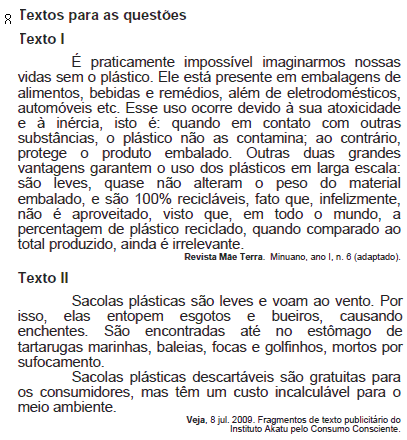 8 Textos para as questões
Texto I
É praticamente impossível imaginarmos nossas
vidas sem o plástico. Ele está presente em embalagens de
alimentos, bebidas e remédios, além de eletrodomésticos,
automóveis etc. Esse uso ocorre devido à sua atoxicidade
e à inércia, isto é: quando em contato com outras
substâncias, o plástico não as contamina; ao contrário,
protege o produto embalado. Outras duas grandes
vantagens garantem o uso dos plásticos em larga escala:
são leves, quase não alteram o peso do material
embalado, e são 100% recicláveis, fato que, infelizmente,
não é aproveitado, visto que, em todo o mundo, a
percentagem de plástico reciclado, quando comparado ao
total produzido, ainda é irrelevante.
Revista Mãe Terra. Minuano, ano I, n. 6 (adaptado).
Texto II
Sacolas plásticas são leves e voam ao vento. Por
isso, elas entopem esgotos e bueiros, causando
enchentes. São encontradas até no estômago de
tartarugas marinhas, baleias, focas e golfinhos, mortos por
sufocamento.
Sacolas plásticas descartáveis são gratuitas para
os consumidores, mas têm um custo incalculável para o
meio ambiente.
Veja, 8 jul. 2009. Fragmentos de texto publicitário do
Instituto Akatu pelo Consumo Consciente.